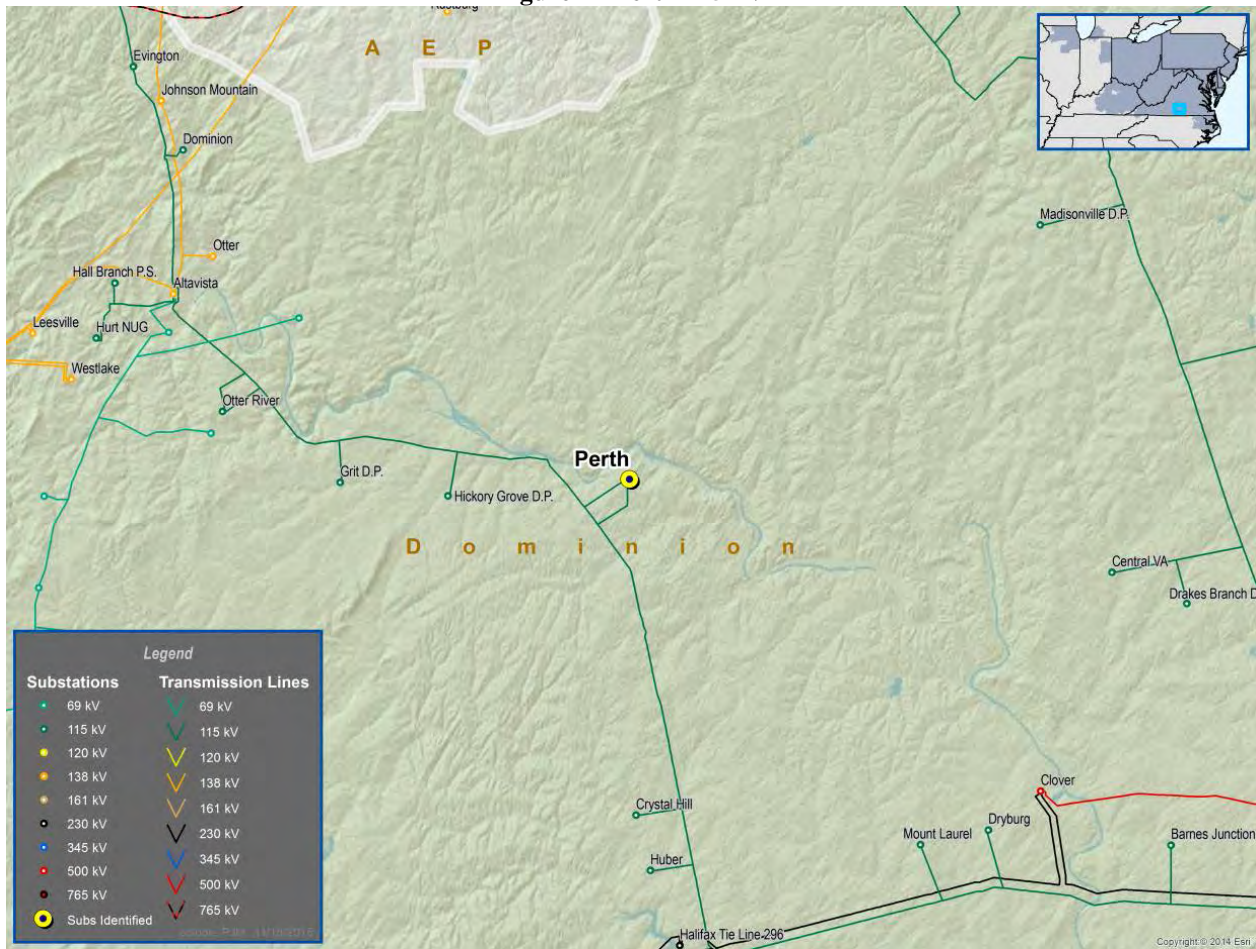 A E P
Evington
Johnson Mountain
Dominion
Madisonville D.P.
Otter
Hall Branch P.S.
Altavista
Leesville
Hurt NUG
Westlake
Otter River
Perth
Grit D.P.
Hickory Grove D.P.
Dominion
Central VA
Drakes Branch D
Legend
Substations Transmission Lines
69 kV 69 kV
115 kV 115 kV
120 kV 120 kV
138 kV 138 kV
161 kV 161 kV
230 kV 230 kV
345 kV 345 kV
500 kV 500 kV
765 kV 765 kV
Subs Identified
Clover
Crystal Hill
Dryburg
Mount Laurel
Barnes Junction
Huber
Halifax Tie Line-296
Copyright:© 2014 Esri